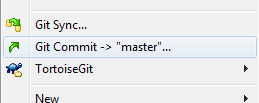 Git Sync...
Git Commit -> "master"...
TortoiseGit
New